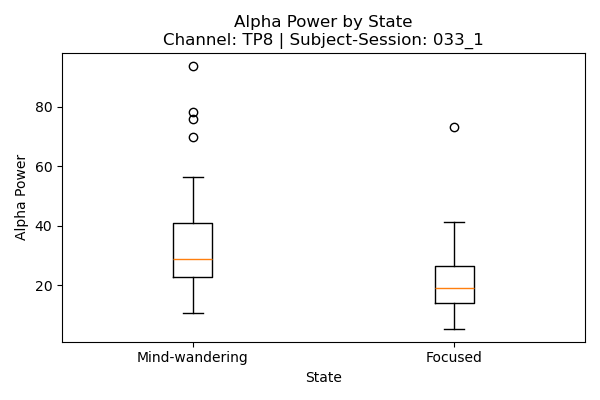 Alpha Power by State
Channel: TP8 | Subject-Session: 033_1
Alpha Power
80
60
40
20
Mind-wandering
Focused
State